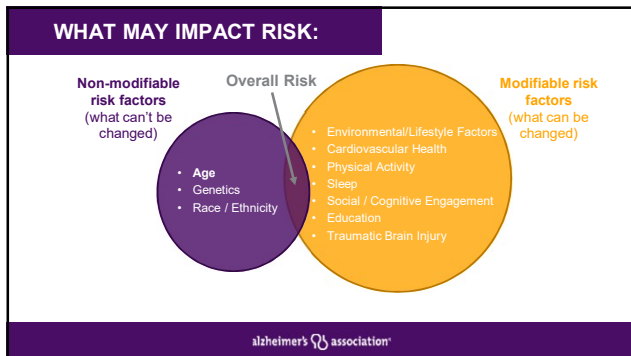 WHAT MAY IMPACT RISK:
Non-modifiable
risk factors
(what can't be
changed)
Overall Risk
Modifiable risk
factors
(what can be
changed)
• Age
• Genetics
• Race / Ethnicity
• Environmental/Lifestyle Factors
• Cardiovascular Health
• Physical Activity
• Sleep
• Social / Cognitive Engagement
• Education
• Traumatic Brain Injury
alzheimer's association®